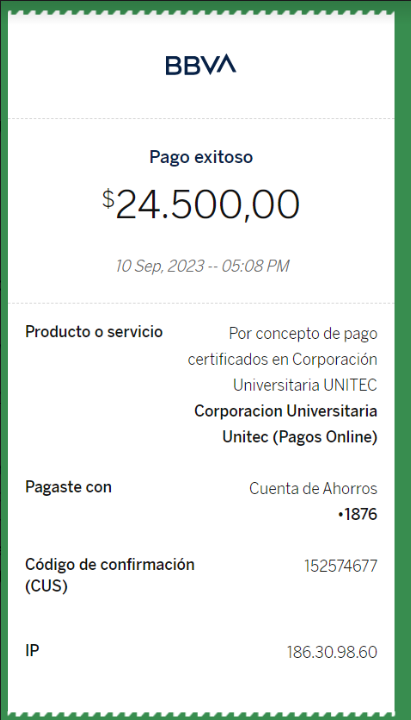 BBVA
Pago exitoso
$24.500,00
10 Sep, 2023 -- 05:08 PM
Producto o servicio
Por concepto de pago
certificados en Corporación
Universitaria UNITEC
Corporacion Universitaria
Unitec (Pagos Online)
Pagaste con
Cuenta de Ahorros
•1876
Código de confirmación
(CUS)
152574677
IP
186.30.98.60